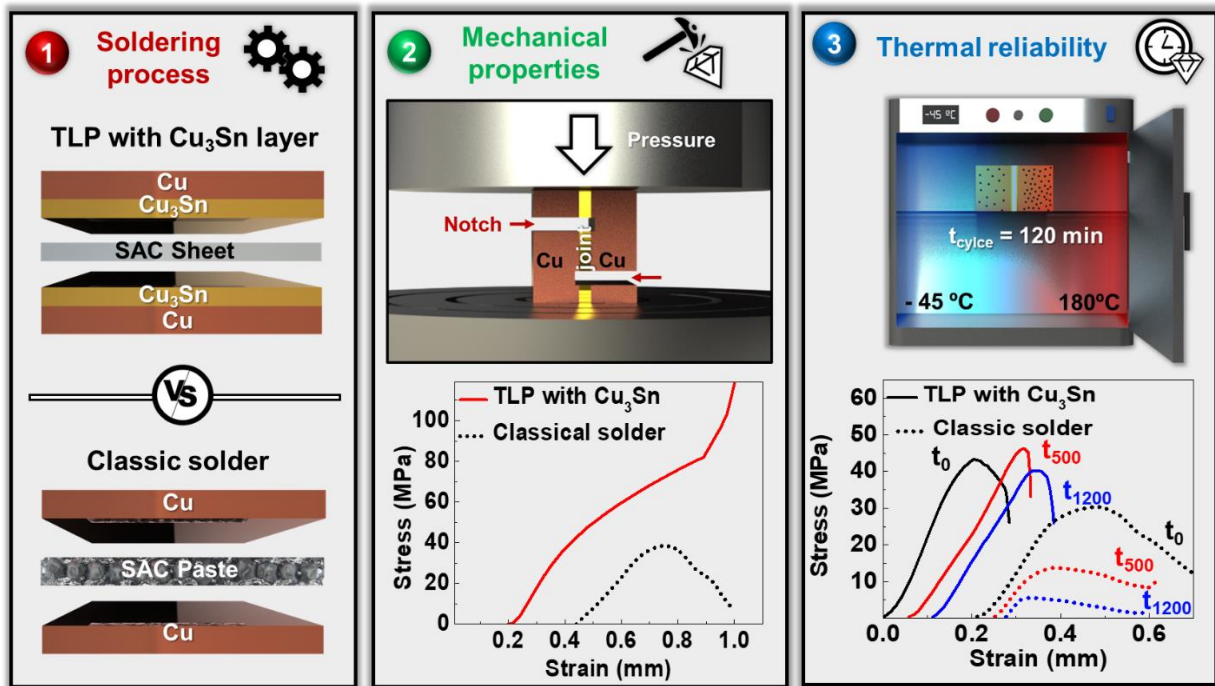 1
Soldering
process
TLP with Cu₃Sn layer
Cu
Cu₃Sn
SAC Sheet
Cu₃Sn
Cu
VS
Classic solder
Cu
SAC Paste
Cu
2
Mechanical
properties
Pressure
Notch
Cu
joint
Cu
TLP with Cu₃Sn
Classical solder
Stress (MPa)
100
80
60
40
20
0
0.2 0.4 0.6 0.8 1.0
Strain (mm)
3
Thermal reliability
-45 ºC
t_cylce = 120 min
- 45 ºC
180ºC
TLP with Cu₃Sn
Classic solder
Stress (MPa)
60
50
40
30
20
10
t₀
t₅₀₀
t₁₂₀₀
t₀
t₅₀₀
t₁₂₀₀
0.0 0.2 0.4 0.6
Strain (mm)